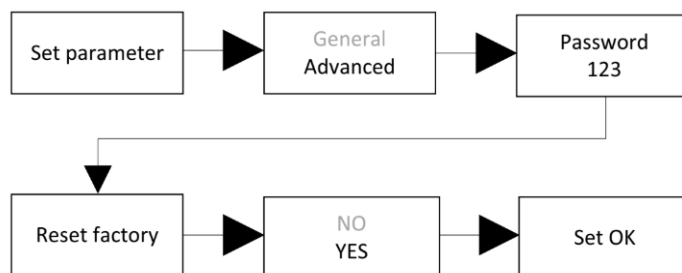 Set parameter
General
Advanced
Password
123
Reset factory
NO
YES
Set OK